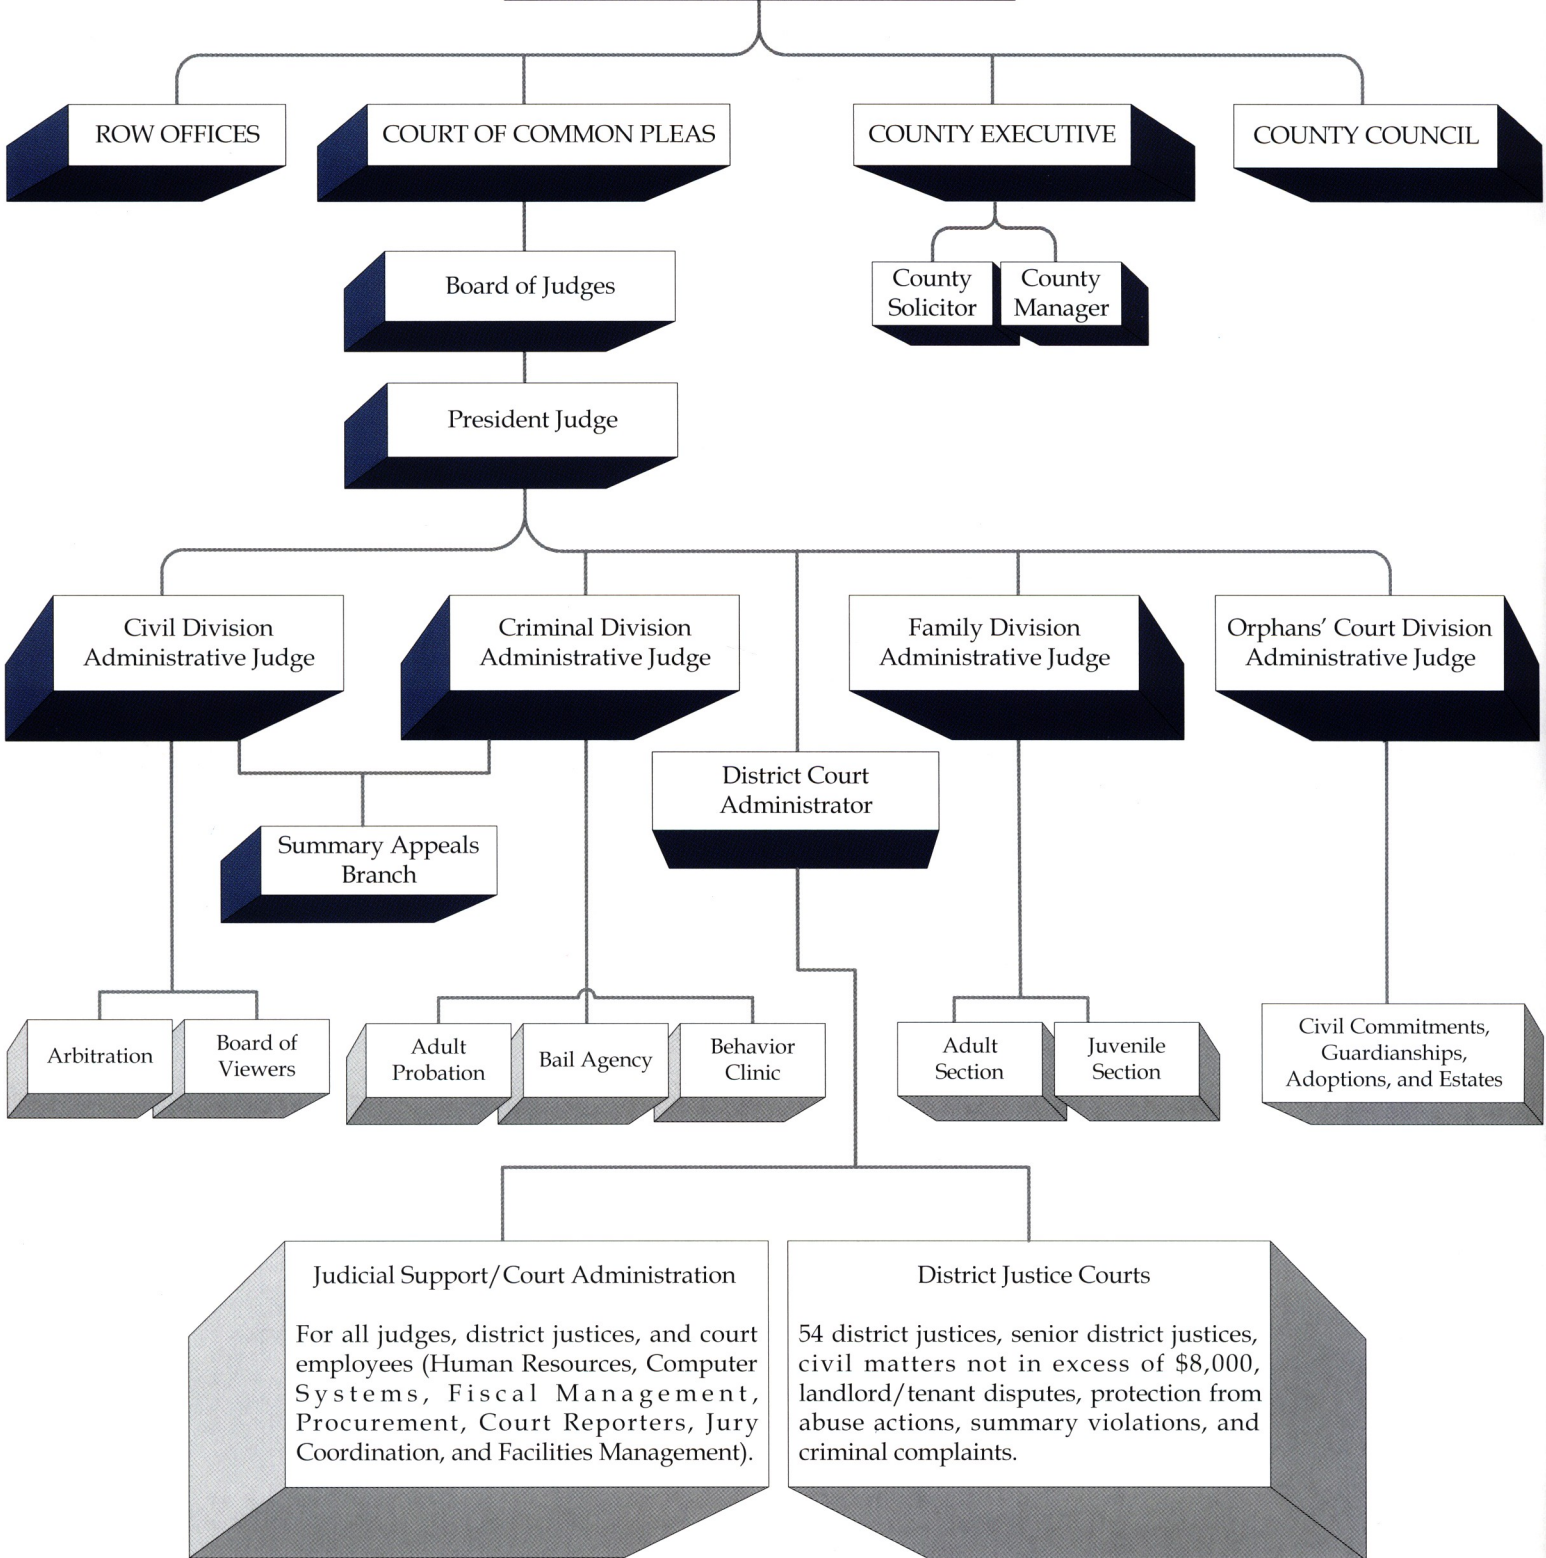 ROW OFFICES
COURT OF COMMON PLEAS
COUNTY EXECUTIVE
COUNTY COUNCIL
Board of Judges
County
Solicitor
County
Manager
President Judge
Civil Division
Administrative Judge
Criminal Division
Administrative Judge
Family Division
Administrative Judge
Orphans’ Court Division
Administrative Judge
District Court
Administrator
Summary Appeals
Branch
Arbitration
Board of
Viewers
Adult
Probation
Bail Agency
Behavior
Clinic
Adult
Section
Juvenile
Section
Civil Commitments,
Guardianships,
Adoptions, and Estates
Judicial Support/Court Administration
For all judges, district justices, and court
employees (Human Resources, Computer
Systems, Fiscal Management,
Procurement, Court Reporters, Jury
Coordination, and Facilities Management).
District Justice Courts
54 district justices, senior district justices,
civil matters not in excess of $8,000,
landlord/tenant disputes, protection from
abuse actions, summary violations, and
criminal complaints.